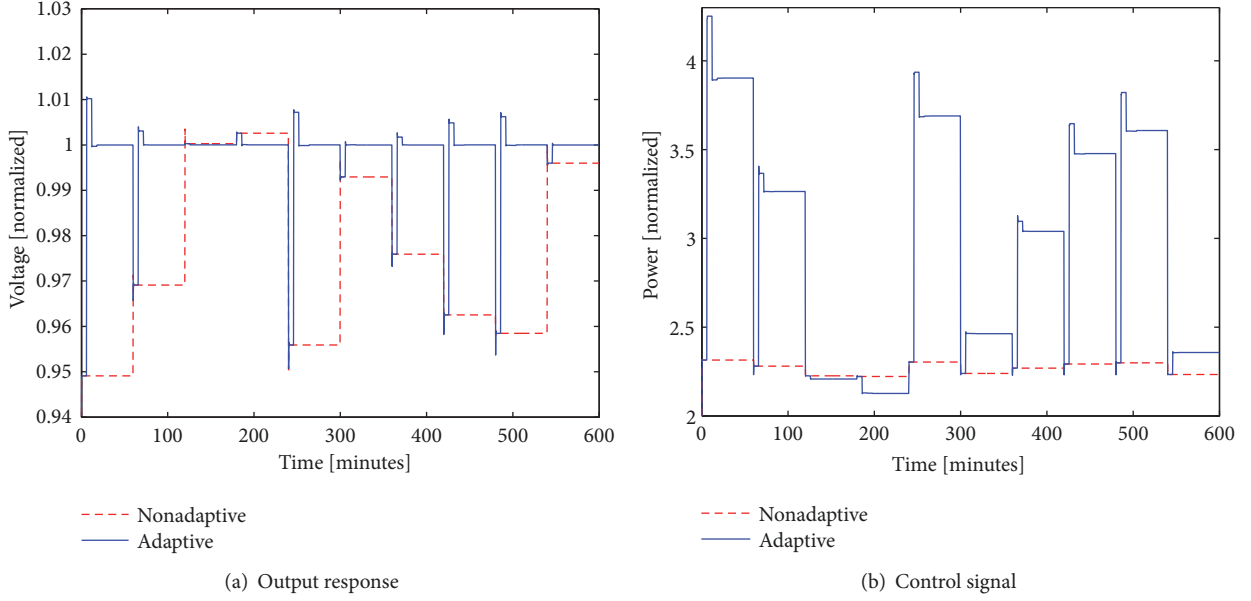 1.03
1.02
1.01
1
0.99
0.98
0.97
0.96
0.95
0.94
Voltage [normalized]
0 100 200 300 400 500 600
Time [minutes]
Nonadaptive
Adaptive
(a) Output response
4
3.5
3
2.5
2
Power [normalized]
0 100 200 300 400 500 600
Time [minutes]
Nonadaptive
Adaptive
(b) Control signal